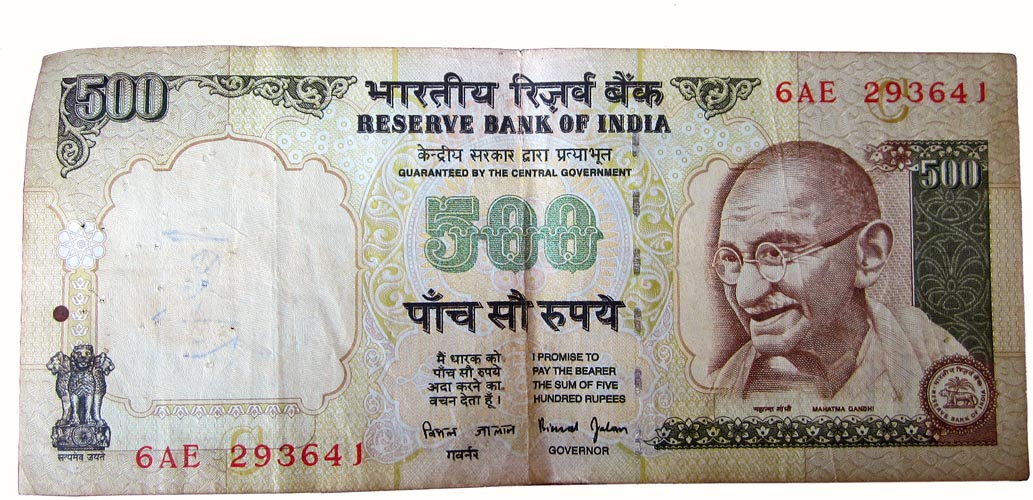 500
भारतीय रिज़र्व बैंक
RESERVE BANK OF INDIA
6AE 293641
केन्द्रीय सरकार द्वारा प्रत्याभूत
GUARANTEED BY THE CENTRAL GOVERNMENT
500
500
पाँच सौ रुपये
मैं धारक को
पाँच सौ रुपये
अदा करने का
वचन देता हूँ।
I PROMISE TO
PAY THE BEARER
THE SUM OF FIVE
HUNDRED RUPEES
बिमल जालान
Bimal Jalan
गवर्नर
GOVERNOR
महात्मा गाँधी
MAHATMA GANDHI
भारतीय रिज़र्व बैंक
RESERVE BANK OF INDIA
सत्यमेव जयते
6AE 293641